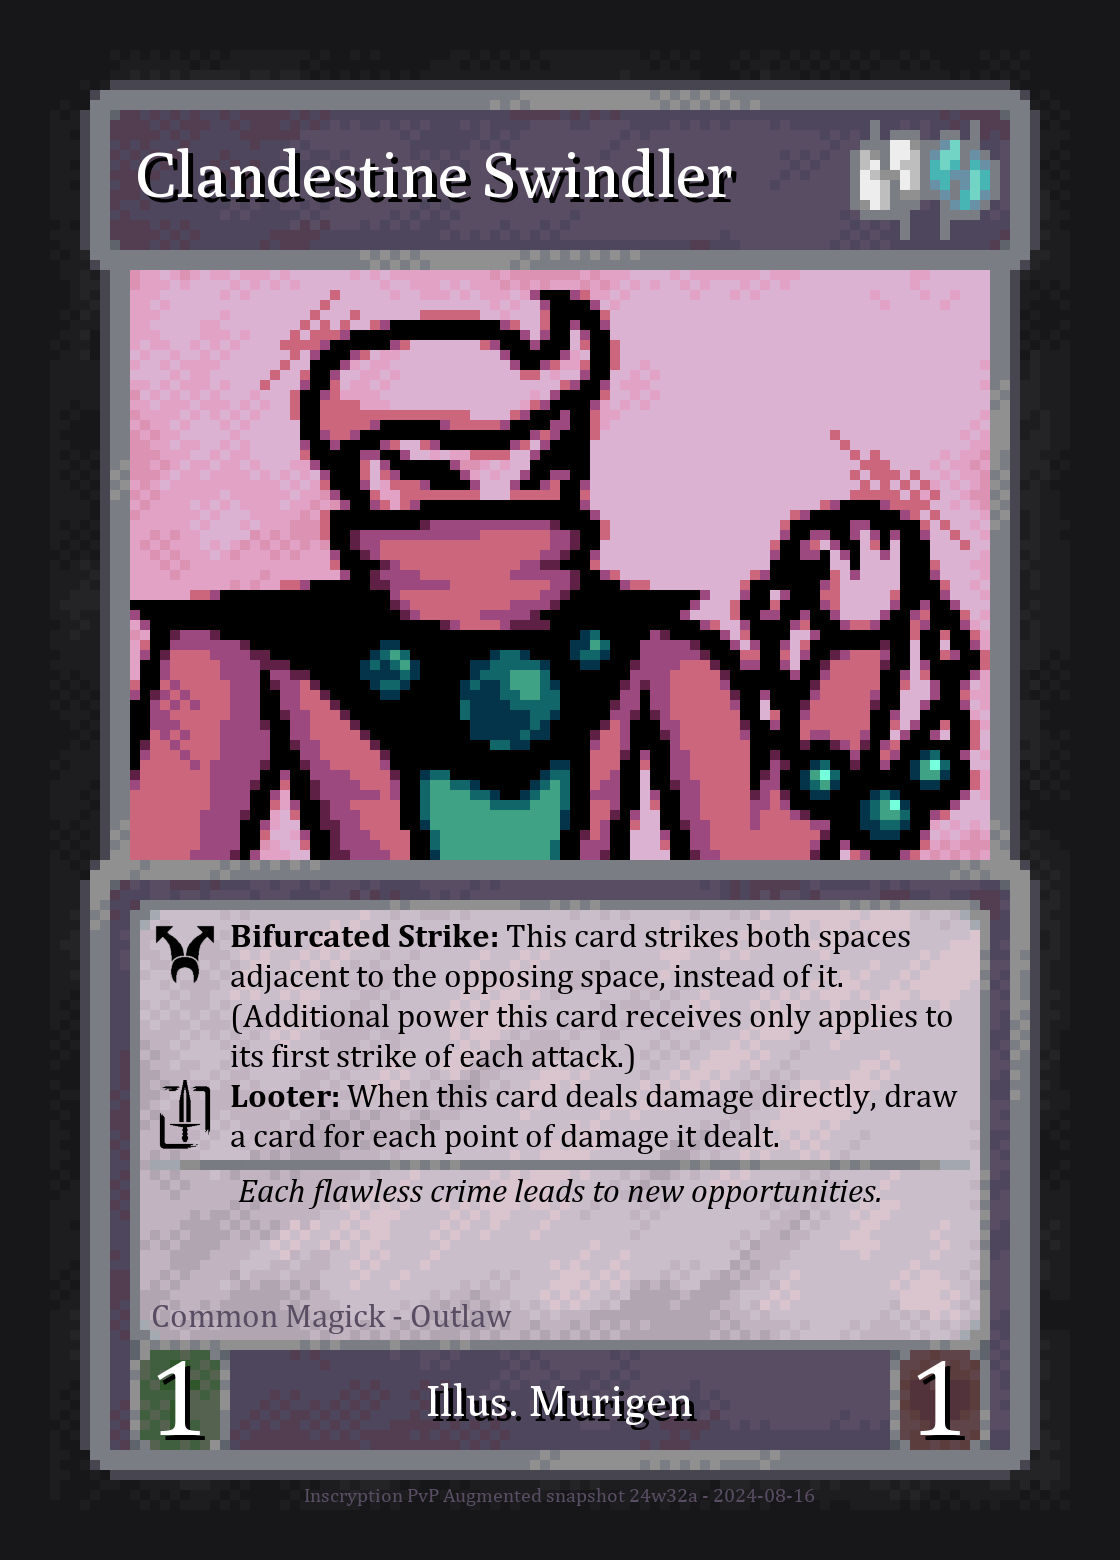 Clandestine Swindler
Bifurcated Strike: This card strikes both spaces
adjacent to the opposing space, instead of it.
(Additional power this card receives only applies to
its first strike of each attack.)
Looter: When this card deals damage directly, draw
a card for each point of damage it dealt.
Each flawless crime leads to new opportunities.
Common Magick - Outlaw
1 Illus. Murigen 1
Inscryption PvP Augmented snapshot 24w32a - 2024-08-16